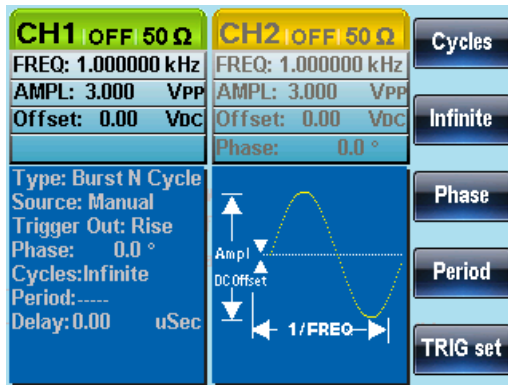 CH1 OFF 50 Ω
FREQ: 1.000000 kHz
AMPL: 3.000 VPP
Offset: 0.00 VDC
CH2 OFF 50 Ω
FREQ: 1.000000 kHz
AMPL: 3.000 VPP
Offset: 0.00 VDC
Phase: 0.0 °
Type: Burst N Cycle
Source: Manual
Trigger Out: Rise
Phase: 0.0 °
Cycles:Infinite
Period:-----
Delay:0.00 uSec
Ampl
DC Offset
1/FREQ
Cycles
Infinite
Phase
Period
TRIG set